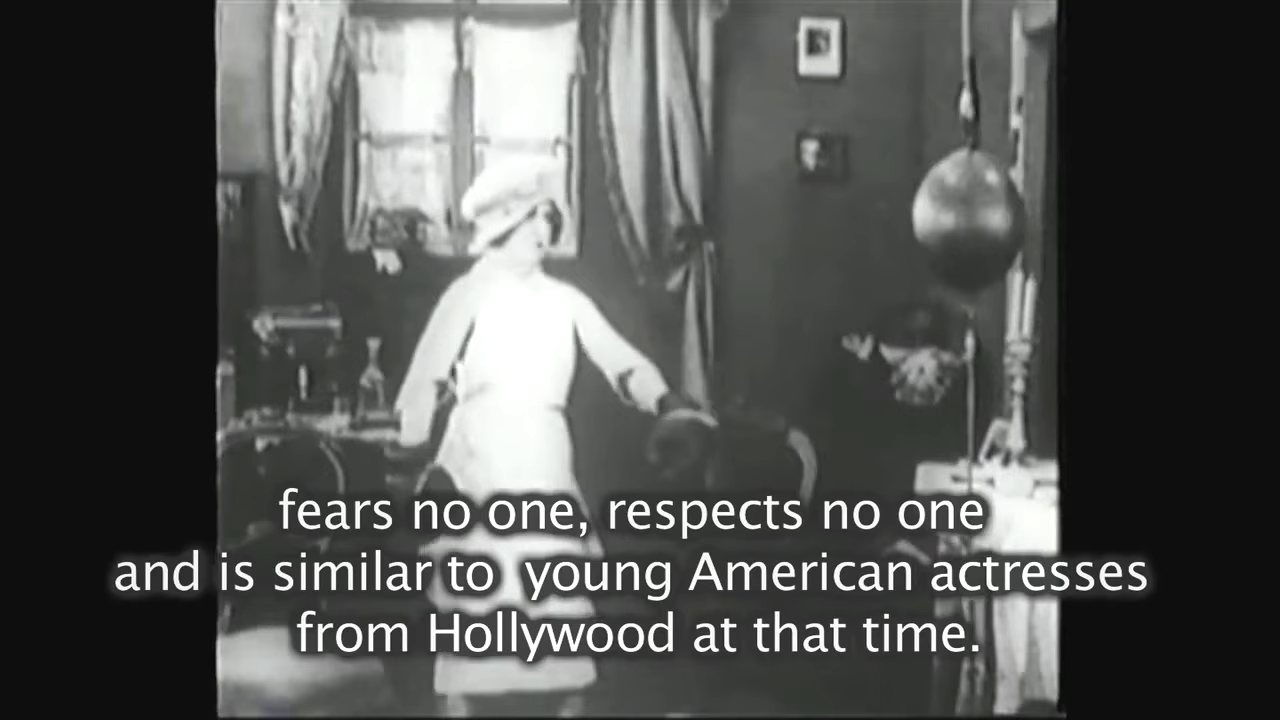 fears no one, respects no one
and is similar to young American actresses
from Hollywood at that time.